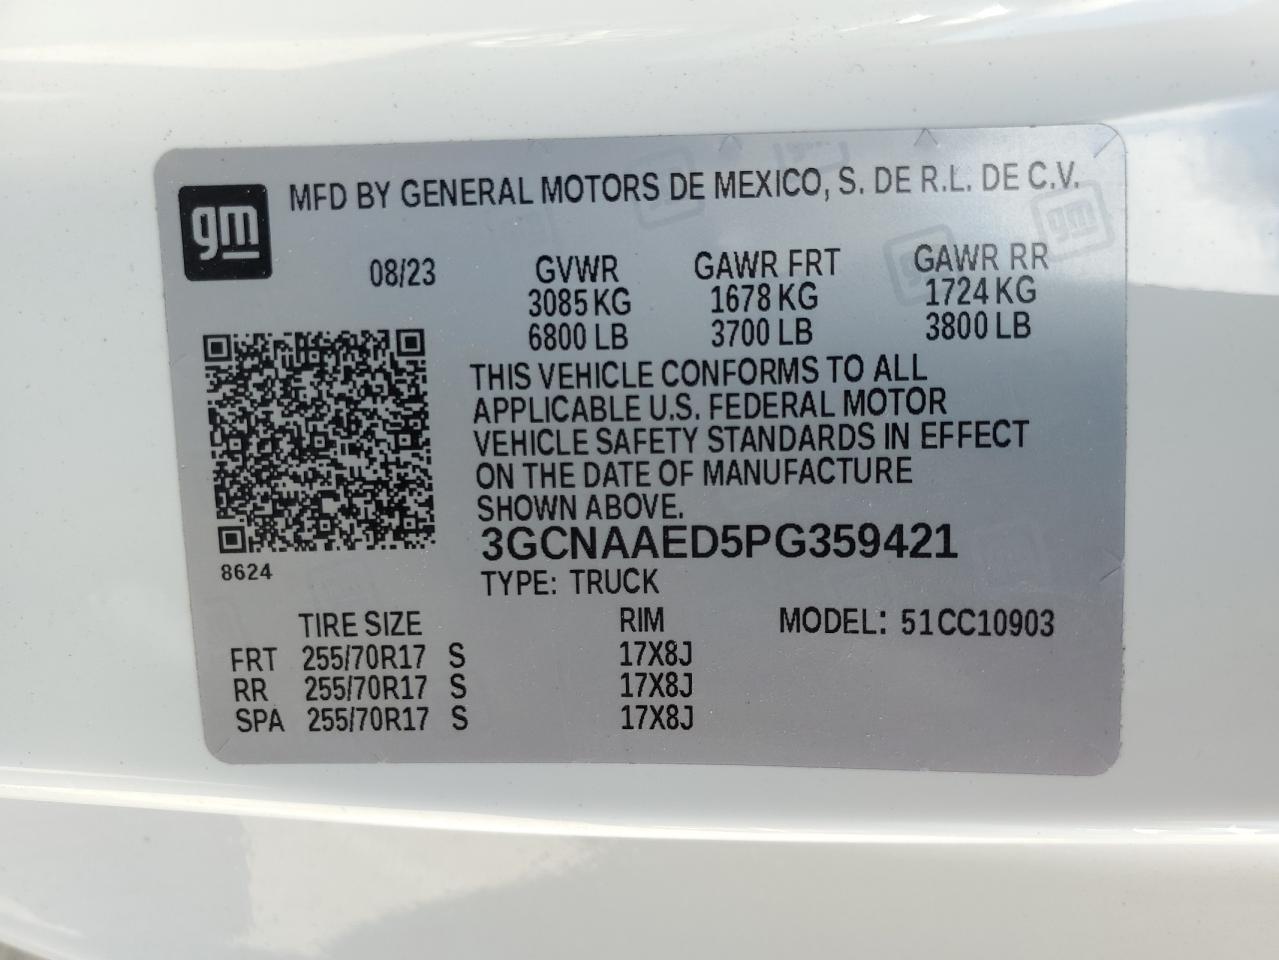 gm
MFD BY GENERAL MOTORS DE MEXICO, S. DE R.L. DE C.V.
08/23 GVWR GAWR FRT GAWR RR
3085 KG 1678 KG 1724 KG
6800 LB 3700 LB 3800 LB
THIS VEHICLE CONFORMS TO ALL
APPLICABLE U.S. FEDERAL MOTOR
VEHICLE SAFETY STANDARDS IN EFFECT
ON THE DATE OF MANUFACTURE
SHOWN ABOVE.
3GCNAAED5PG359421
8624
TYPE: TRUCK
TIRE SIZE RIM MODEL: 51CC10903
FRT 255/70R17 S 17X8J
RR 255/70R17 S 17X8J
SPA 255/70R17 S 17X8J